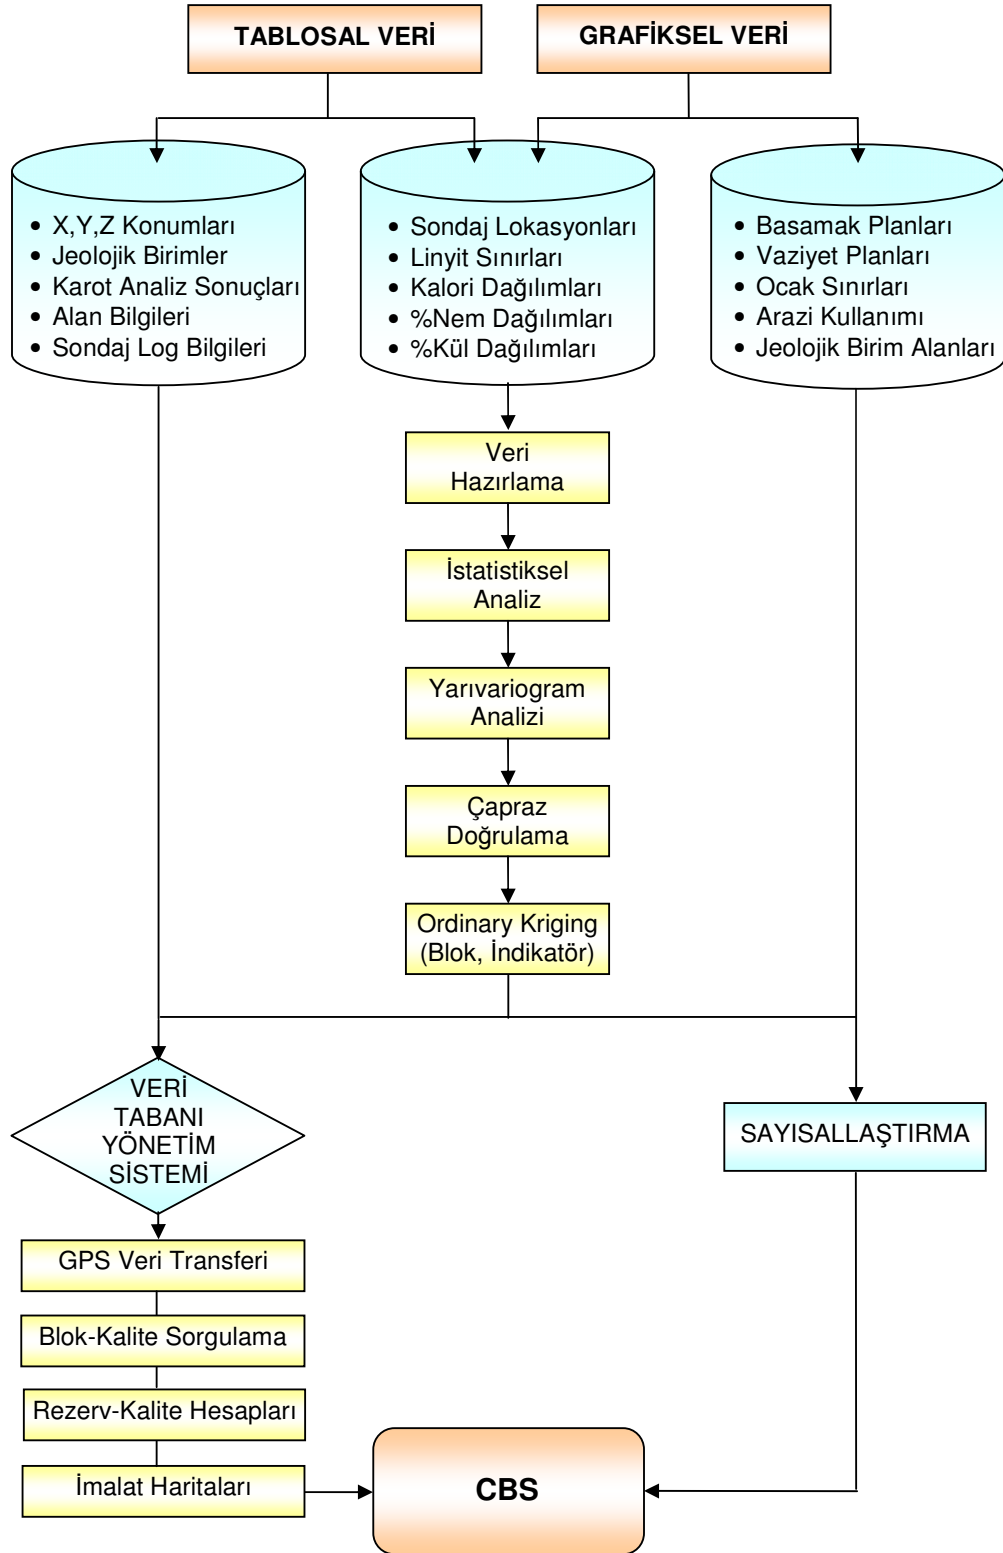 TABLOSAL VERİ
GRAFİKSEL VERİ
• X,Y,Z Konumları
• Jeolojik Birimler
• Karot Analiz Sonuçları
• Alan Bilgileri
• Sondaj Log Bilgileri
• Sondaj Lokasyonları
• Linyit Sınırları
• Kalori Dağılımları
• %Nem Dağılımları
• %Kül Dağılımları
• Basamak Planları
• Vaziyet Planları
• Ocak Sınırları
• Arazi Kullanımı
• Jeolojik Birim Alanları
Veri
Hazırlama
İstatistiksel
Analiz
Yarıvariogram
Analizi
Çapraz
Doğrulama
Ordinary Kriging
(Blok, İndikatör)
VERİ
TABANI
YÖNETİM
SİSTEMİ
SAYISALLAŞTIRMA
GPS Veri Transferi
Blok-Kalite Sorgulama
Rezerv-Kalite Hesapları
İmalat Haritaları
CBS